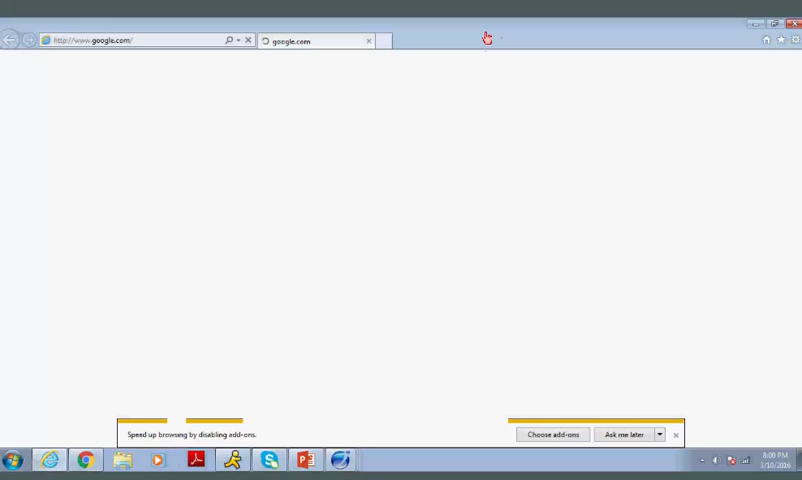 http://www.google.com/
google.com
Speed up browsing by disabling add-ons.
Choose add-ons
Ask me later
8:00 PM
3/10/2016